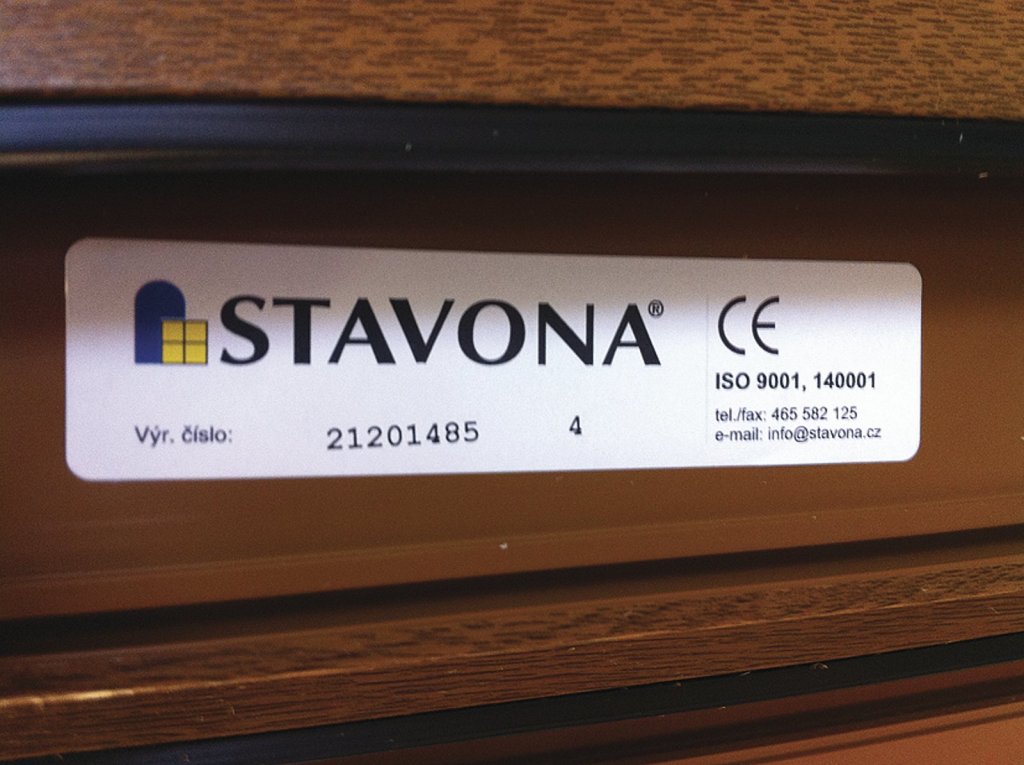 STAVONA®
CE
ISO 9001, 140001
tel./fax: 465 582 125
e-mail: info@stavona.cz
Výr. číslo: 21201485 4